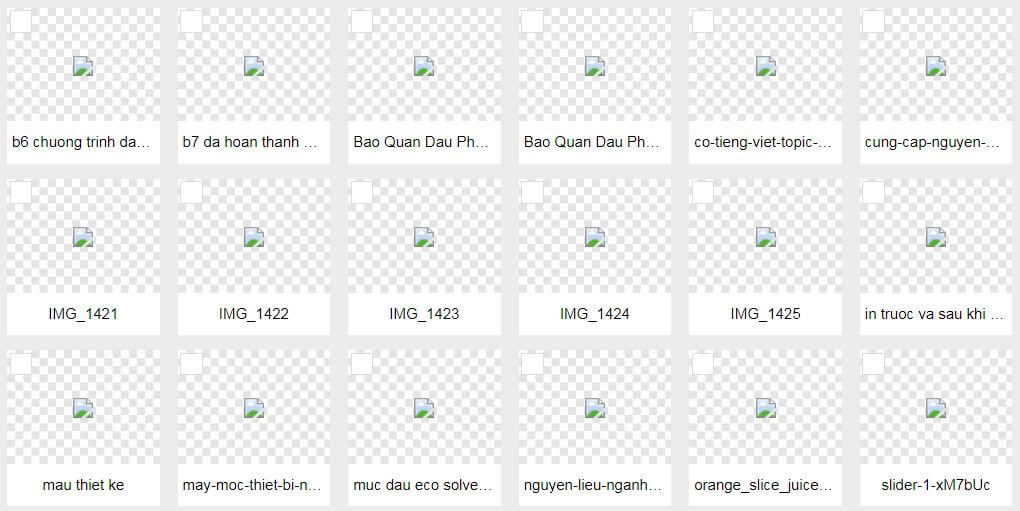 b6 chuong trinh da...
b7 da hoan thanh ...
Bao Quan Dau Ph...
Bao Quan Dau Ph...
co-tieng-viet-topic-...
cung-cap-nguyen-...
IMG_1421
IMG_1422
IMG_1423
IMG_1424
IMG_1425
in truoc va sau khi ...
mau thiet ke
may-moc-thiet-bi-n...
muc dau eco solve...
nguyen-lieu-nganh...
orange_slice_juice...
slider-1-xM7bUc